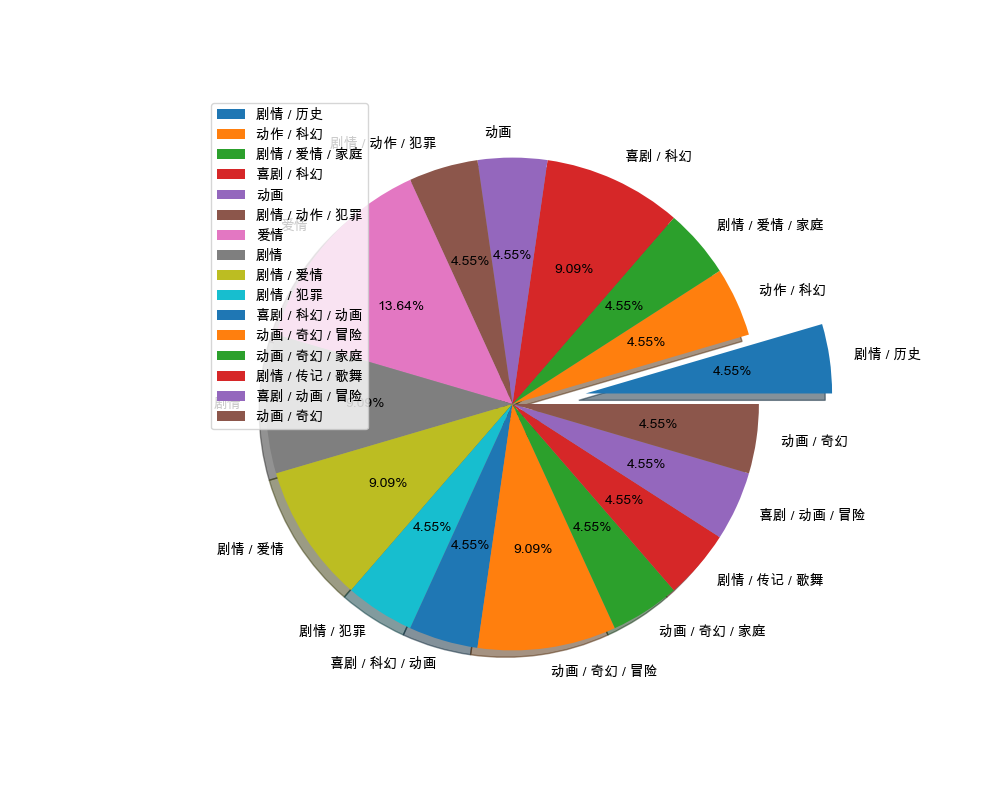 剧情 / 历史
动作 / 科幻
剧情 / 爱情 / 家庭
喜剧 / 科幻
动画
剧情 / 动作 / 犯罪
爱情
剧情
剧情 / 爱情
剧情 / 犯罪
喜剧 / 科幻 / 动画
动画 / 奇幻 / 冒险
动画 / 奇幻 / 家庭
剧情 / 传记 / 歌舞
喜剧 / 动画 / 冒险
动画 / 奇幻
动画
剧情 / 动作 / 犯罪
喜剧 / 科幻
剧情 / 爱情 / 家庭
爱情
4.55%
4.55%
9.09%
动作 / 科幻
13.64%
4.55%
4.55%
剧情 / 历史
4.55%
剧情
9.09%
4.55%
动画 / 奇幻
4.55%
9.09%
4.55%
喜剧 / 动画 / 冒险
4.55%
4.55%
4.55%
9.09%
剧情 / 爱情
剧情 / 传记 / 歌舞
剧情 / 犯罪
动画 / 奇幻 / 家庭
喜剧 / 科幻 / 动画
动画 / 奇幻 / 冒险